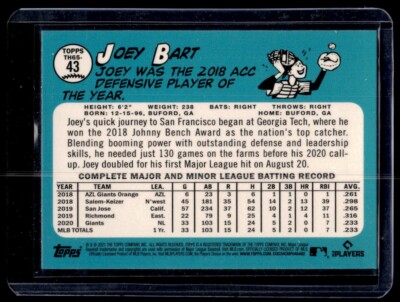 TOPPS
TH65-
43
JOEY BART
JOEY WAS THE 2018 ACC
DEFENSIVE PLAYER OF
THE YEAR.
HEIGHT: 6'2" WEIGHT: 238 BATS: RIGHT THROWS: RIGHT
BORN: 12-15-96, BUFORD, GA HOME: BUFORD, GA
Joey's quick journey to San Francisco began at Georgia Tech, where he
won the 2018 Johnny Bench Award as the nation's top catcher.
Blending booming power with outstanding defense and leadership
skills, he needed just 130 games on the farms before his 2020 call-
up. Joey doubled for his first Major League hit on August 20.
COMPLETE MAJOR AND MINOR LEAGUE BATTING RECORD
YEAR TEAM LEA. G AB R H 2B 3B HR RBI AVG.
2018 AZL Giants Orange AZL 6 23 3 6 1 1 0 1 .261
2018 Salem-Keizer N'west 45 181 35 54 14 2 13 39 .298
2019 San Jose Calif. 57 234 37 62 10 2 12 37 .265
2019 Richmond East. 22 79 9 25 4 1 4 11 .316
2020 Giants NL 33 103 15 24 5 2 0 7 .233
MLB TOTALS 1 Yr. 33 103 15 24 5 2 0 7 .233
Topps
MLB
PLAYERS